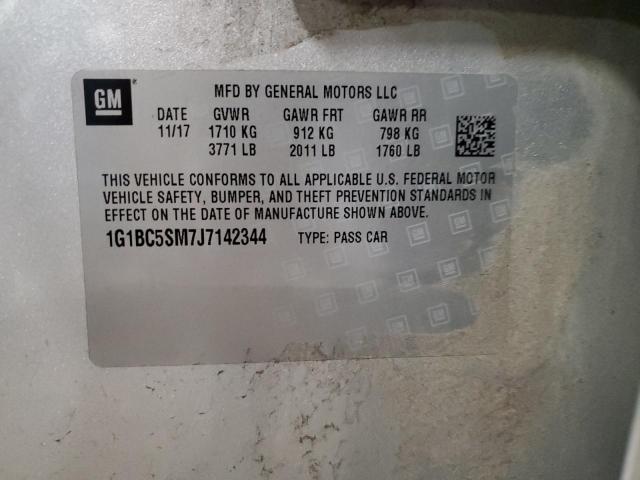 GM
MFD BY GENERAL MOTORS LLC
DATE GVWR GAWR FRT GAWR RR
11/17 1710 KG 912 KG 798 KG
3771 LB 2011 LB 1760 LB
THIS VEHICLE CONFORMS TO ALL APPLICABLE U.S. FEDERAL MOTOR
VEHICLE SAFETY, BUMPER, AND THEFT PREVENTION STANDARDS IN
EFFECT ON THE DATE OF MANUFACTURE SHOWN ABOVE.
1G1BC5SM7J7142344 TYPE: PASS CAR